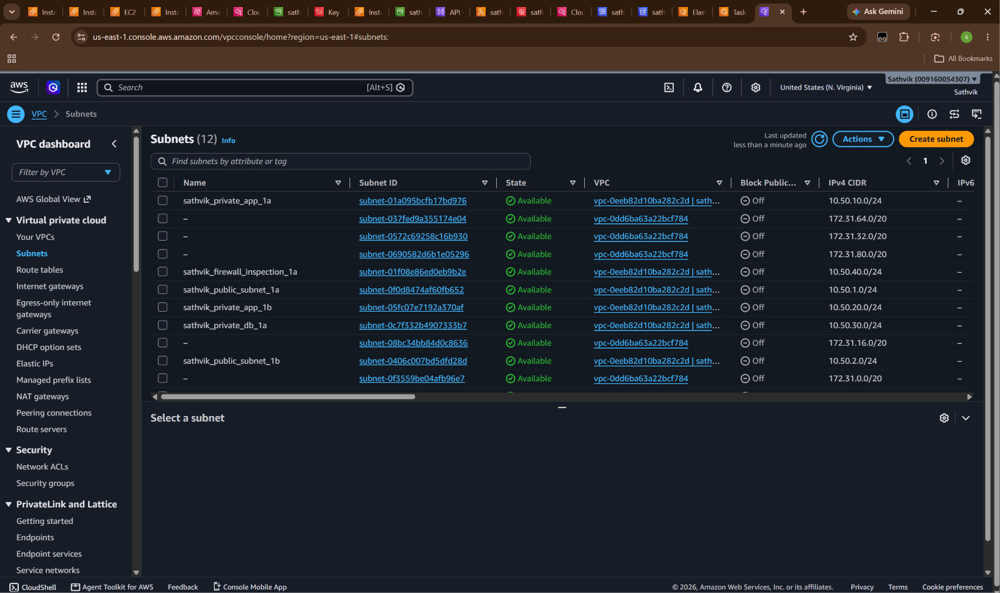 Insta
Insta
EC2
Insta
Ama
Clou
sath
Key
Insta
sath
API
sath
sath
Clou
sath
sath
Elast
Task
Ask Gemini
us-east-1.console.aws.amazon.com/vpcconsole/home?region=us-east-1#subnets:
S
All Bookmarks
aws
Search
[Alt+S]
United States (N. Virginia)
Sathvik (009160054307)
Sathvik
VPC
Subnets
VPC dashboard
Filter by VPC
AWS Global View
Virtual private cloud
Your VPCs
Subnets
Route tables
Internet gateways
Egress-only internet
gateways
Carrier gateways
DHCP option sets
Elastic IPs
Managed prefix lists
NAT gateways
Peering connections
Route servers
Security
Network ACLs
Security groups
PrivateLink and Lattice
Getting started
Endpoints
Endpoint services
Service networks
Subnets (12) Info
Last updated
less than a minute ago
Actions
Create subnet
Find subnets by attribute or tag
1
Name Subnet ID State VPC Block Public... IPv4 CIDR IPv6
sathvik_private_app_1a subnet-01a095bcfb17bd976 Available vpc-0eeb82d10ba282c2d | sath... Off 10.50.10.0/24 –
– subnet-037fed9a355174e04 Available vpc-0dd6ba63a22bcf784 Off 172.31.64.0/20 –
– subnet-0572c69258c16b930 Available vpc-0dd6ba63a22bcf784 Off 172.31.32.0/20 –
– subnet-0690582d6b1e05296 Available vpc-0dd6ba63a22bcf784 Off 172.31.80.0/20 –
sathvik_firewall_inspection_1a subnet-01f08e86ed0eb9b2e Available vpc-0eeb82d10ba282c2d | sath... Off 10.50.40.0/24 –
sathvik_public_subnet_1a subnet-0f0d8474af60fb652 Available vpc-0eeb82d10ba282c2d | sath... Off 10.50.1.0/24 –
sathvik_private_app_1b subnet-05fc07e7192a370af Available vpc-0eeb82d10ba282c2d | sath... Off 10.50.20.0/24 –
sathvik_private_db_1a subnet-0c7f332b4907333b7 Available vpc-0eeb82d10ba282c2d | sath... Off 10.50.30.0/24 –
– subnet-08bc34bb84d0c8636 Available vpc-0dd6ba63a22bcf784 Off 172.31.16.0/20 –
sathvik_public_subnet_1b subnet-0406c007bd5dfd28d Available vpc-0eeb82d10ba282c2d | sath... Off 10.50.2.0/24 –
– subnet-0f3559be04afb96e7 Available vpc-0dd6ba63a22bcf784 Off 172.31.0.0/20 –
Select a subnet
CloudShell
Agent Toolkit for AWS
Feedback
Console Mobile App
© 2026, Amazon Web Services, Inc. or its affiliates.
Privacy
Terms
Cookie preferences